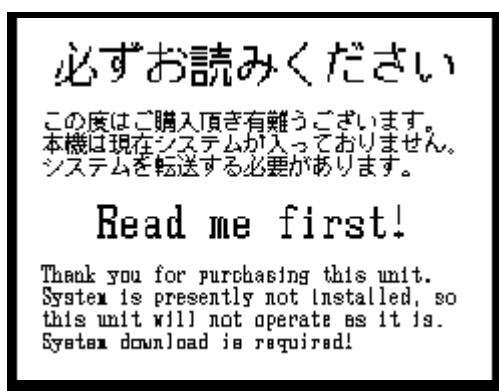 必ずお読みください
この度はご購入頂き有難うございます。
本機は現在システムが入っておりません。
システムを転送する必要があります。
Read me first!
Thank you for purchasing this unit.
System is presently not installed, so
this unit will not operate as it is.
System download is required!